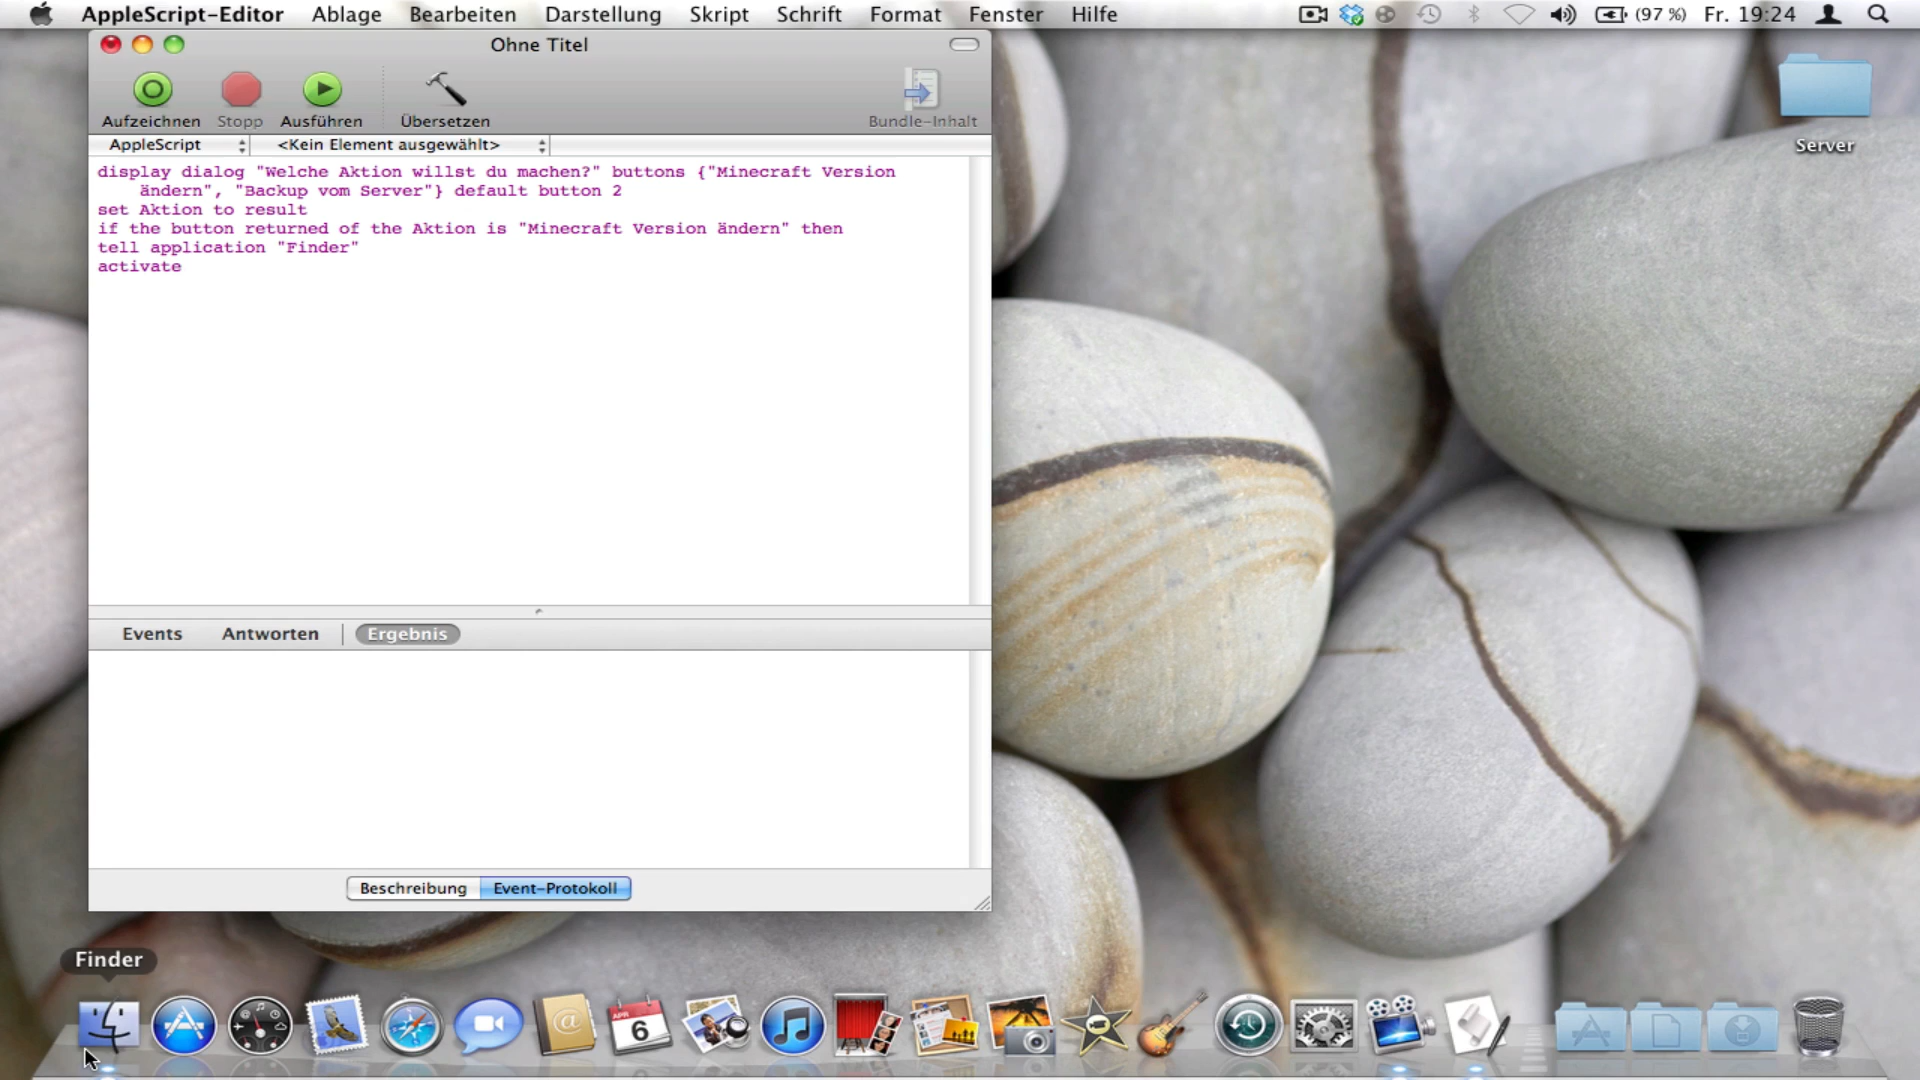 AppleScript-Editor Ablage Bearbeiten Darstellung Skript Schrift Format Fenster Hilfe (97 %) Fr. 19:24
Ohne Titel
Aufzeichnen Stopp Ausführen Übersetzen Bundle-Inhalt
AppleScript <Kein Element ausgewählt>
Server
display dialog "Welche Aktion willst du machen?" buttons {"Minecraft Version
ändern", "Backup vom Server"} default button 2
set Aktion to result
if the button returned of the Aktion is "Minecraft Version ändern" then
tell application "Finder"
activate
Events Antworten Ergebnis
Beschreibung Event-Protokoll
Finder
APR
6